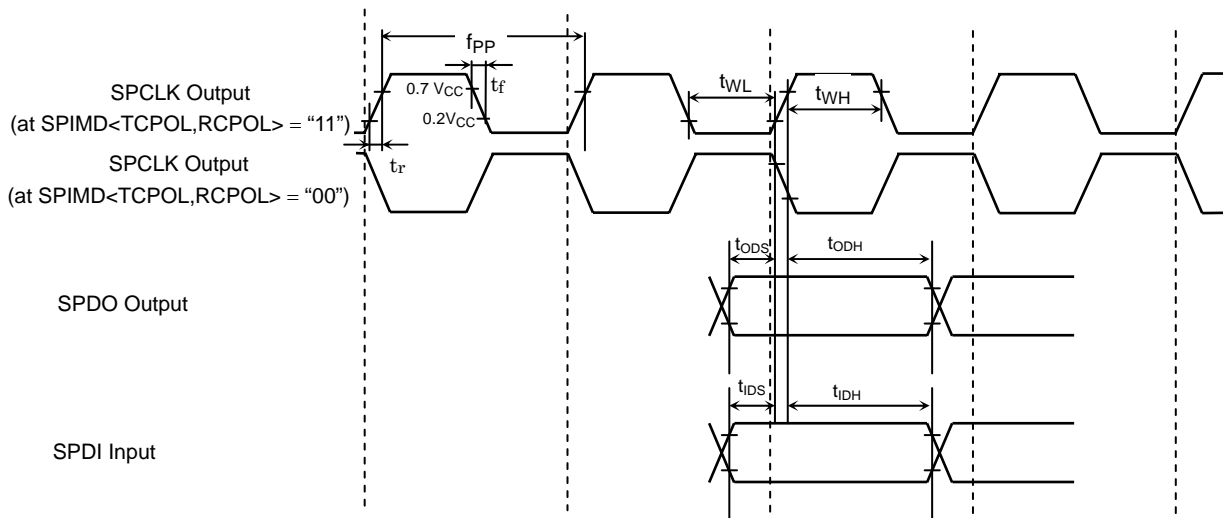 fPP
tf
0.7 VCC
0.2VCC
tWL
tWH
SPCLK Output
(at SPIMD<TCPOL,RCPOL> = “11”)
tr
SPCLK Output
(at SPIMD<TCPOL,RCPOL> = “00”)
tODS
tODH
SPDO Output
tIDS
tIDH
SPDI Input